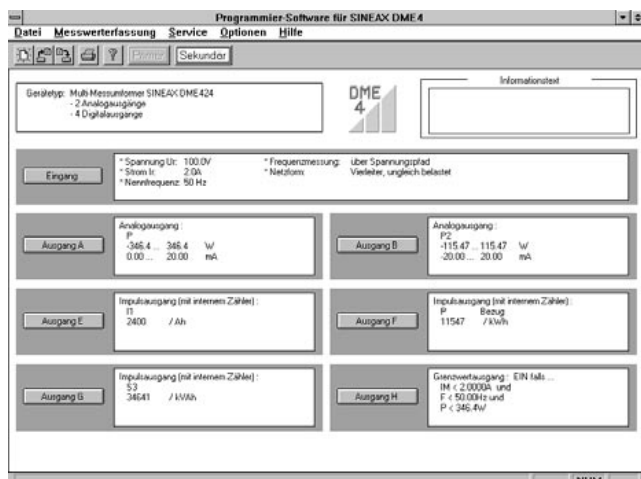 Programmier-Software für SINEAX DME4
Datei Messwerterfassung Service Optionen Hilfe
Primär Sekundär
Gerätetyp: Multi-Messumformer SINEAX DME424
- 2 Analogausgänge
- 4 Digitalausgänge
DME
4
Informationstext
Eingang
* Spannung Ur: 100.0V
* Strom Ir: 2.0A
* Nennfrequenz: 50 Hz
* Frequenzmessung: über Spannungspfad
* Netzform: Vierleiter, ungleich belastet
Ausgang A
Analogausgang :
P
-346.4 ... 346.4 W
0.00 ... 20.00 mA
Ausgang B
Analogausgang :
P2
-115.47 ... 115.47 W
-20.00 ... 20.00 mA
Ausgang E
Impulsausgang (mit internem Zähler) :
I1
2400 / Ah
Ausgang F
Impulsausgang (mit internem Zähler) :
P Bezug
11547 / kWh
Ausgang G
Impulsausgang (mit internem Zähler) :
S3
34641 / kVAh
Ausgang H
Grenzwertausgang : EIN falls ...
IM < 2.0000A und
F < 50.00Hz und
P < 346.4W
NUM